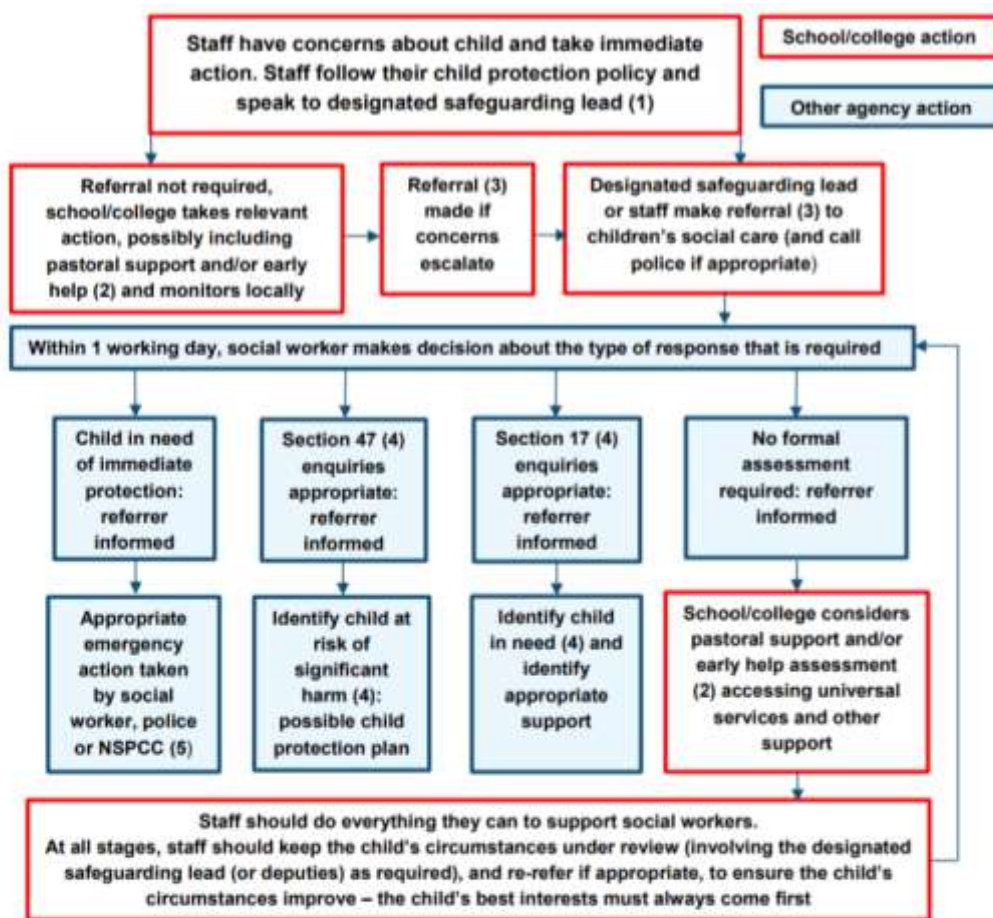 Staff have concerns about child and take immediate
action. Staff follow their child protection policy and
speak to designated safeguarding lead (1)
School/college action
Other agency action
Referral not required,
school/college takes relevant
action, possibly including
pastoral support and/or early
help (2) and monitors locally
Referral (3)
made if
concerns
escalate
Designated safeguarding lead
or staff make referral (3) to
children’s social care (and call
police if appropriate)
Within 1 working day, social worker makes decision about the type of response that is required
Child in need
of immediate
protection:
referrer
informed
Section 47 (4)
enquiries
appropriate:
referrer
informed
Section 17 (4)
enquiries
appropriate:
referrer
informed
No formal
assessment
required: referrer
informed
Appropriate
emergency
action taken
by social
worker, police
or NSPCC (5)
Identify child at
risk of
significant
harm (4):
possible child
protection plan
Identify child
in need (4) and
identify
appropriate
support
School/college considers
pastoral support and/or
early help assessment
(2) accessing universal
services and other
support
Staff should do everything they can to support social workers.
At all stages, staff should keep the child’s circumstances under review (involving the designated
safeguarding lead (or deputies) as required), and re-refer if appropriate, to ensure the child’s
circumstances improve – the child’s best interests must always come first